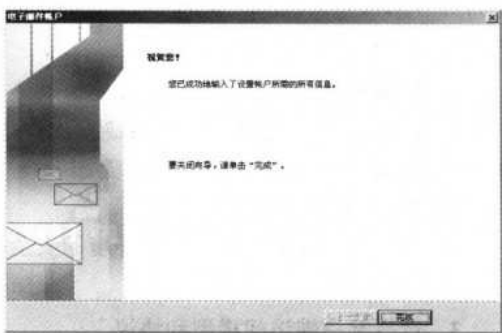 电子邮件帐户
祝贺您！
您已成功地输入了设置帐户所需的所有信息。
要关闭向导，请单击“完成”。
完成